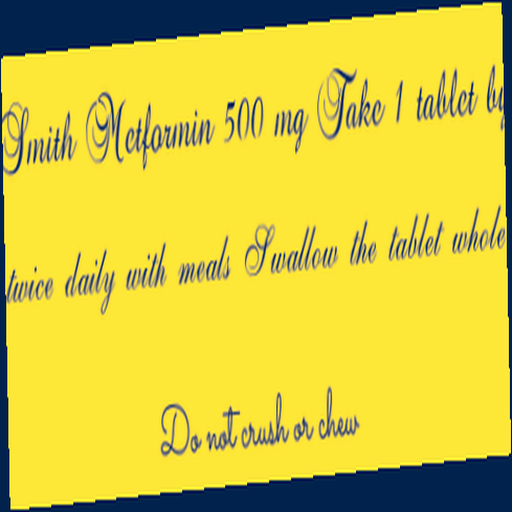 Smith Metformin 500 mg Take 1 tablet by
twice daily with meals Swallow the tablet whole
Do not crush or chew